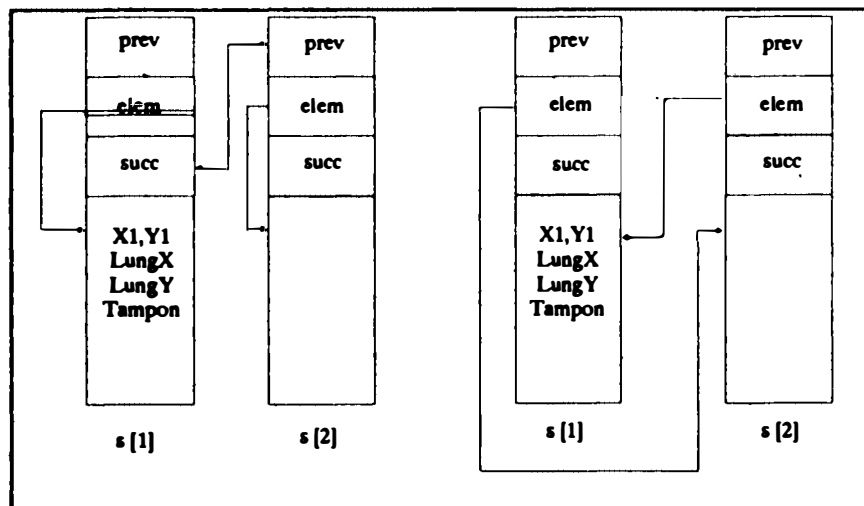 prev
elem
succ
X1,Y1
LungX
LungY
Tampon
s [1]
prev
elem
succ
s [2]
prev
elem
succ
X1,Y1
LungX
LungY
Tampon
s [1]
prev
elem
succ
s [2]